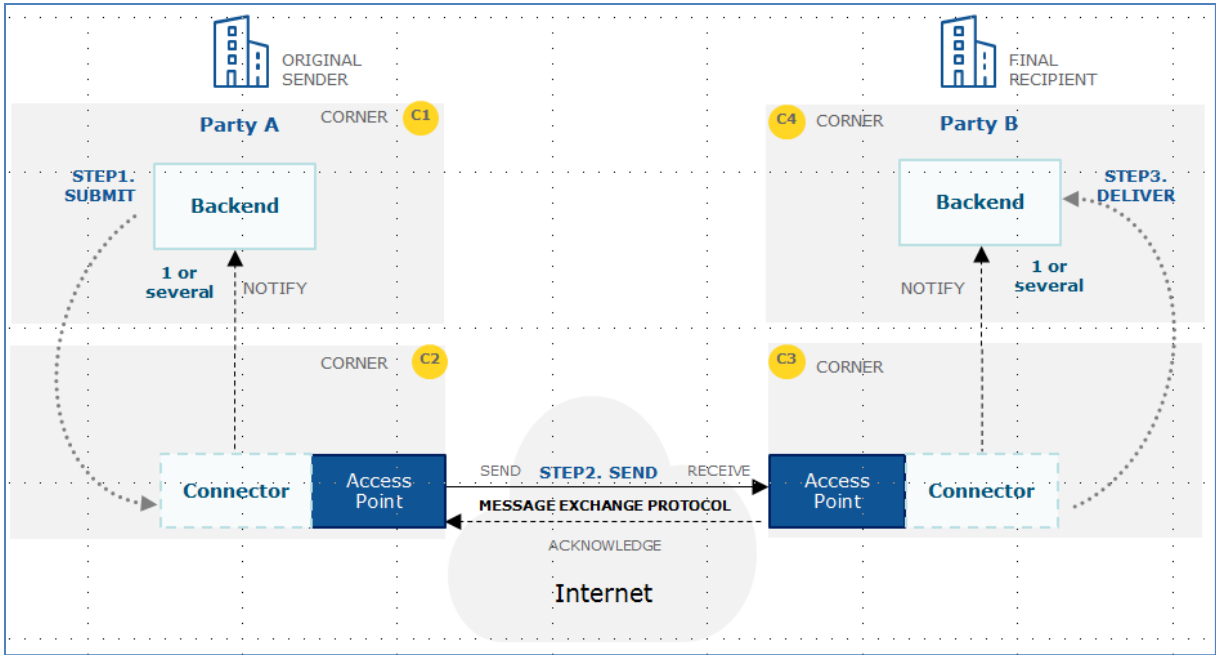 ORIGINAL
SENDER
FINAL
RECIPIENT
CORNER C1
Party A
C4 CORNER
Party B
STEP1.
SUBMIT
Backend
Backend
STEP3.
DELIVER
1 or
several
NOTIFY
NOTIFY
1 or
several
CORNER C2
C3 CORNER
Connector
Access
Point
SEND STEP2. SEND RECEIVE
MESSAGE EXCHANGE PROTOCOL
ACKNOWLEDGE
Access
Point
Connector
Internet